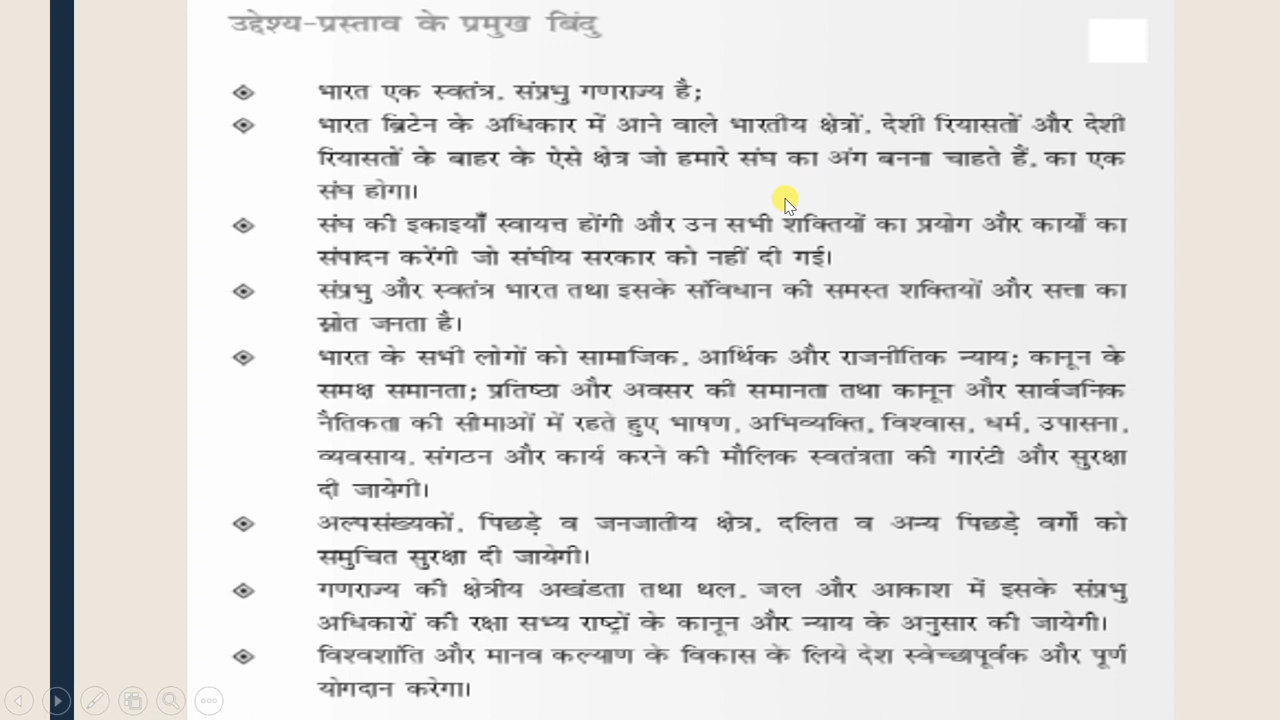 उद्देश्य-प्रस्ताव के प्रमुख बिंदु
भारत एक स्वतंत्र, संप्रभु गणराज्य है;
भारत ब्रिटेन के अधिकार में आने वाले भारतीय क्षेत्रों, देशी रियासतों और देशी
रियासतों के बाहर के ऐसे क्षेत्र जो हमारे संघ का अंग बनना चाहते हैं, का एक
संघ होगा।
संघ की इकाइयाँ स्वायत्त होंगी और उन सभी शक्तियों का प्रयोग और कार्यों का
संपादन करेंगी जो संघीय सरकार को नहीं दी गई।
संप्रभु और स्वतंत्र भारत तथा इसके संविधान की समस्त शक्तियों और सत्ता का
स्रोत जनता है।
भारत के सभी लोगों को सामाजिक, आर्थिक और राजनीतिक न्याय; कानून के
समक्ष समानता; प्रतिष्ठा और अवसर की समानता तथा कानून और सार्वजनिक
नैतिकता की सीमाओं में रहते हुए भाषण, अभिव्यक्ति, विश्वास, धर्म, उपासना,
व्यवसाय, संगठन और कार्य करने की मौलिक स्वतंत्रता की गारंटी और सुरक्षा
दी जायेगी।
अल्पसंख्यकों, पिछड़े व जनजातीय क्षेत्र, दलित व अन्य पिछड़े वर्गों को
समुचित सुरक्षा दी जायेगी।
गणराज्य की क्षेत्रीय अखंडता तथा थल, जल और आकाश में इसके संप्रभु
अधिकारों की रक्षा सभ्य राष्ट्रों के कानून और न्याय के अनुसार की जायेगी।
विश्वशांति और मानव कल्याण के विकास के लिये देश स्वेच्छापूर्वक और पूर्ण
योगदान करेगा।